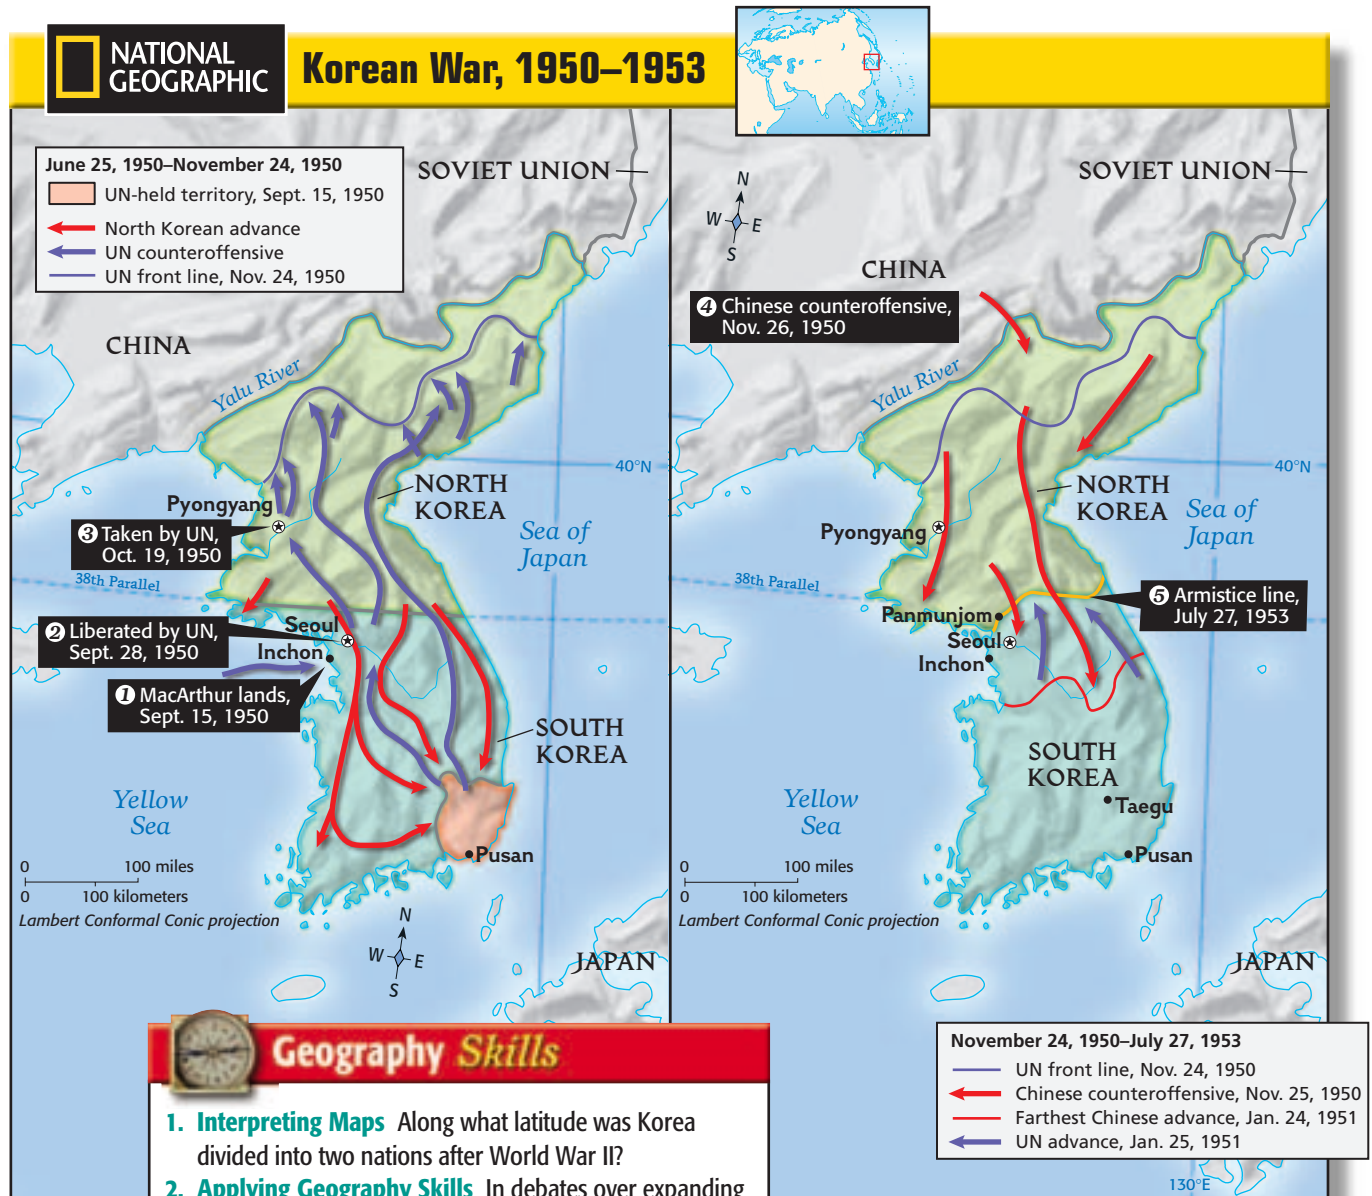 NATIONAL
GEOGRAPHIC
Korean War, 1950–1953
June 25, 1950–November 24, 1950
UN-held territory, Sept. 15, 1950
North Korean advance
UN counteroffensive
UN front line, Nov. 24, 1950
SOVIET UNION
CHINA
Yalu River
40°N
NORTH
KOREA
Pyongyang
3 Taken by UN,
Oct. 19, 1950
Sea of
Japan
38th Parallel
2 Liberated by UN,
Sept. 28, 1950
Seoul
Inchon
1 MacArthur lands,
Sept. 15, 1950
SOUTH
KOREA
Yellow
Sea
Pusan
0 100 miles
0 100 kilometers
Lambert Conformal Conic projection
N
W E
S
JAPAN
SOVIET UNION
N
W E
S
CHINA
4 Chinese counteroffensive,
Nov. 26, 1950
Yalu River
40°N
NORTH
KOREA
Sea of
Japan
Pyongyang
38th Parallel
5 Armistice line,
July 27, 1953
Panmunjom
Seoul
Inchon
SOUTH
KOREA
Taegu
Yellow
Sea
Pusan
0 100 miles
0 100 kilometers
Lambert Conformal Conic projection
JAPAN
November 24, 1950–July 27, 1953
UN front line, Nov. 24, 1950
Chinese counteroffensive, Nov. 25, 1950
Farthest Chinese advance, Jan. 24, 1951
UN advance, Jan. 25, 1951
130°E
Geography Skills
1. Interpreting Maps Along what latitude was Korea
divided into two nations after World War II?
2. Applying Geography Skills In debates over expanding